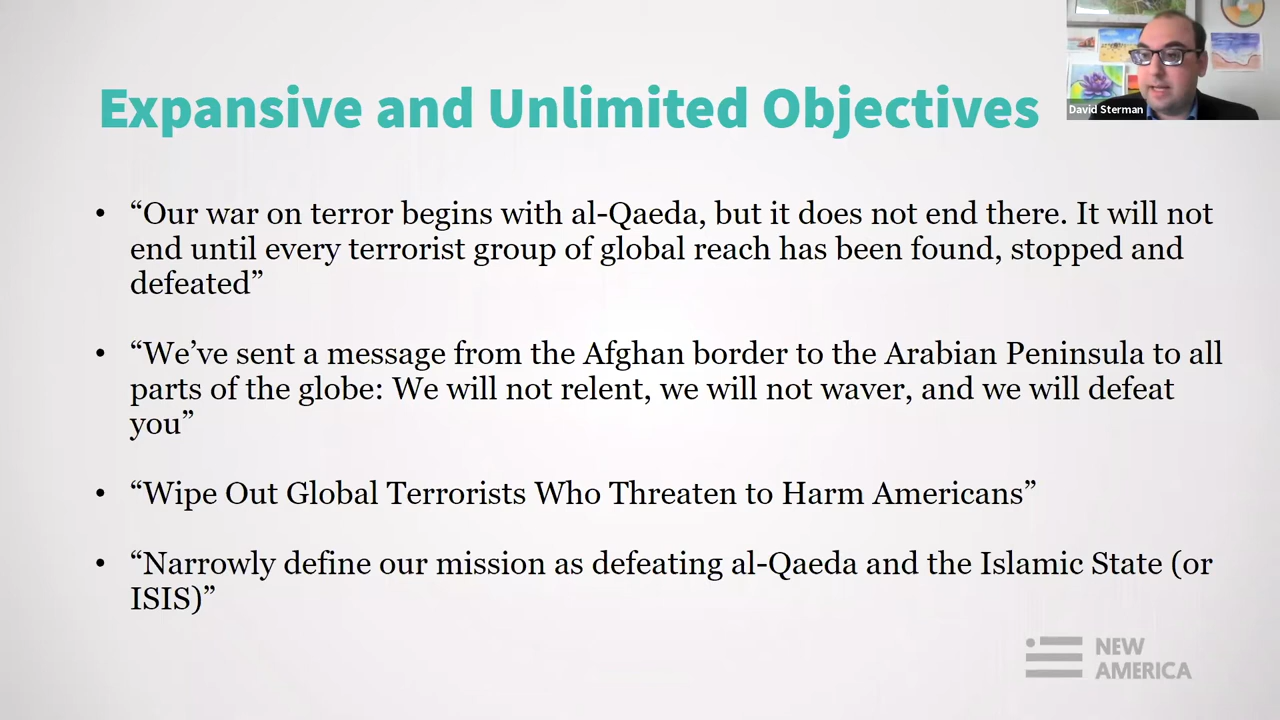 Expansive and Unlimited Objectives
David Sterman
• “Our war on terror begins with al-Qaeda, but it does not end there. It will not
end until every terrorist group of global reach has been found, stopped and
defeated”
• “We’ve sent a message from the Afghan border to the Arabian Peninsula to all
parts of the globe: We will not relent, we will not waver, and we will defeat
you”
• “Wipe Out Global Terrorists Who Threaten to Harm Americans”
• “Narrowly define our mission as defeating al-Qaeda and the Islamic State (or
ISIS)”
NEW
AMERICA